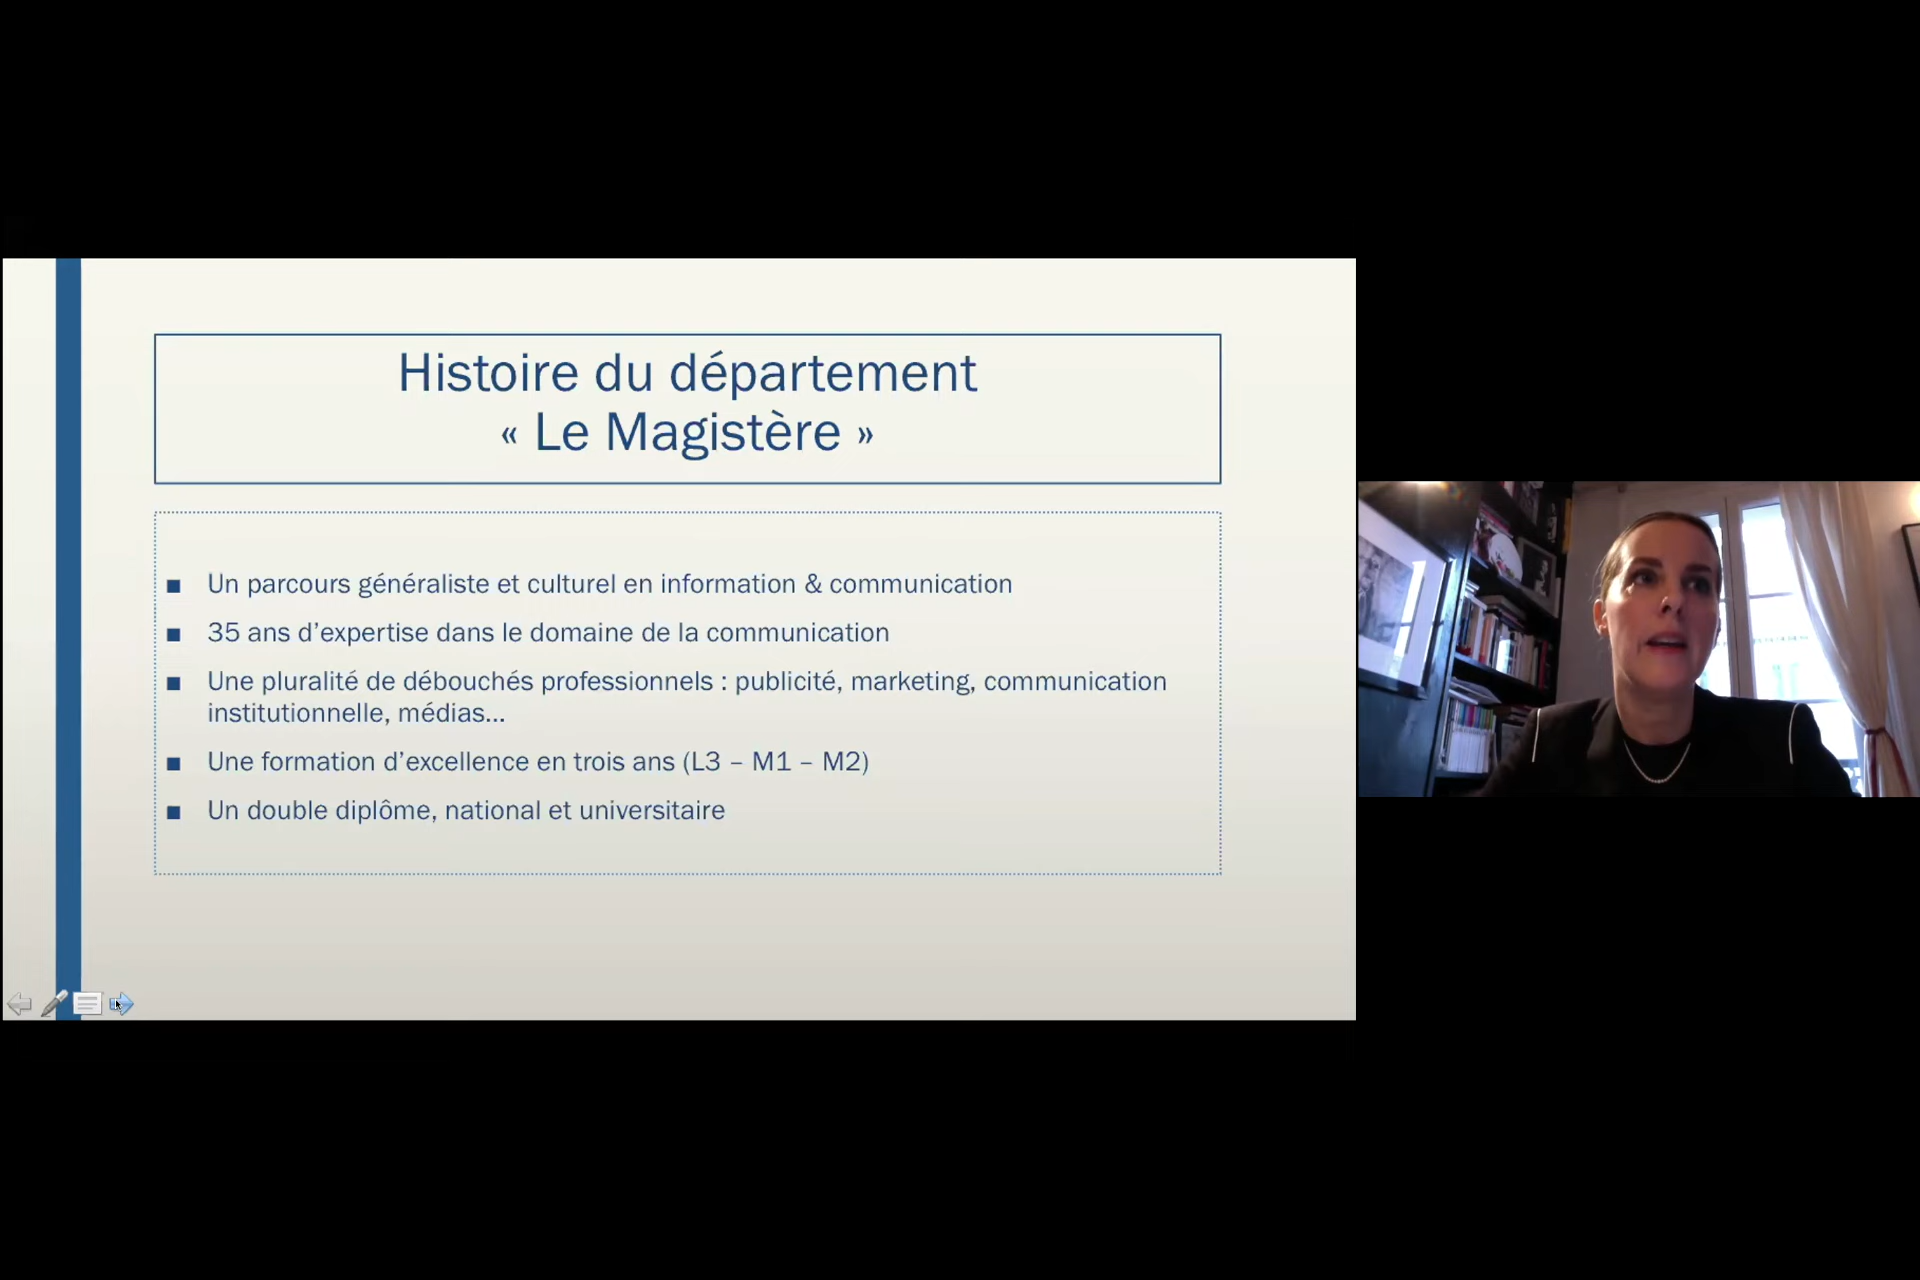 Histoire du département
« Le Magistère »
■ Un parcours généraliste et culturel en information & communication
■ 35 ans d’expertise dans le domaine de la communication
■ Une pluralité de débouchés professionnels : publicité, marketing, communication
institutionnelle, médias...
■ Une formation d’excellence en trois ans (L3 – M1 – M2)
■ Un double diplôme, national et universitaire